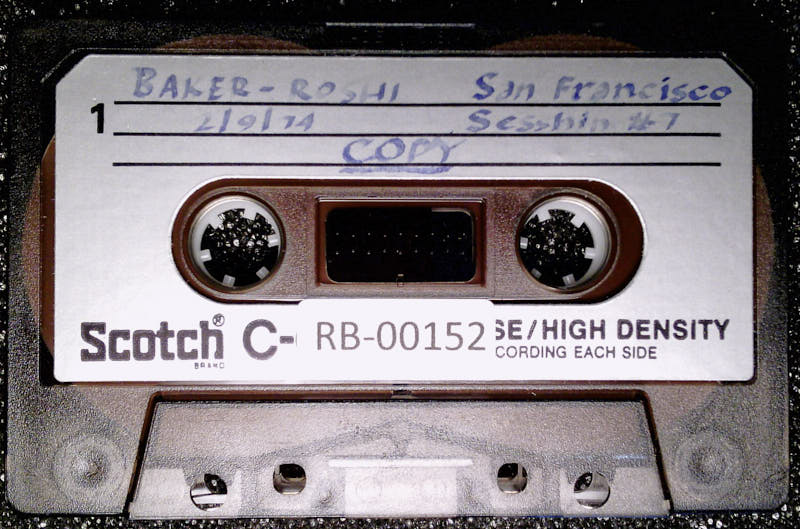 BAKER-ROSHI San Francisco
1 2/9/74 Sesshin #7
COPY
Scotch® C- RB-00152 SE/HIGH DENSITY
BRAND CORDING EACH SIDE